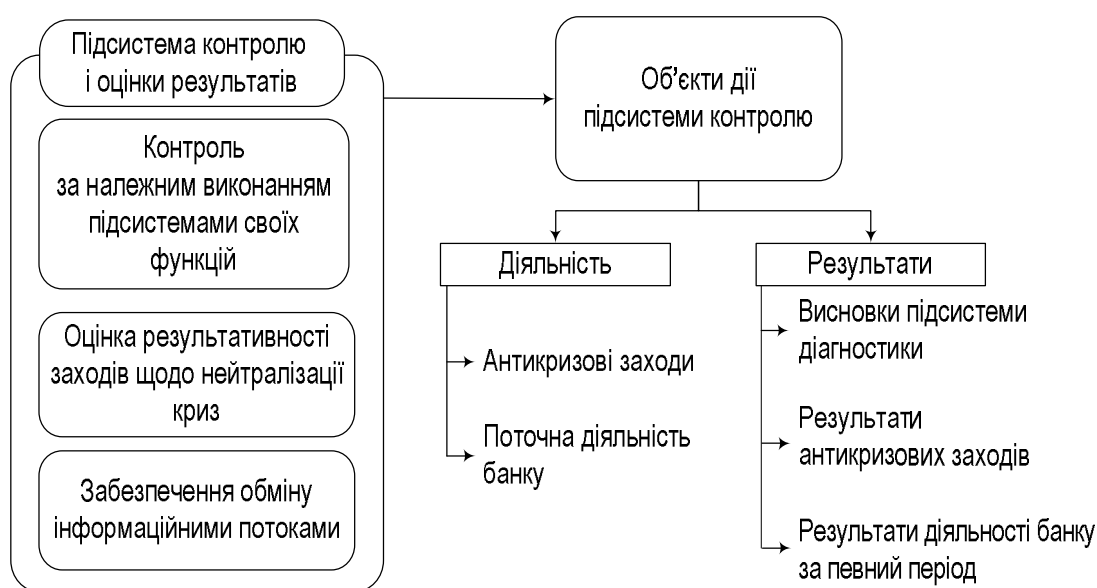 Підсистема контролю
і оцінки результатів
Контроль
за належним виконанням
підсистемами своїх
функцій
Оцінка результативності
заходів щодо нейтралізації
криз
Забезпечення обміну
інформаційними потоками
Об’єкти дії
підсистеми контролю
Діяльність
Антикризові заходи
Поточна діяльність
банку
Результати
Висновки підсистеми
діагностики
Результати
антикризових заходів
Результати діяльності банку
за певний період